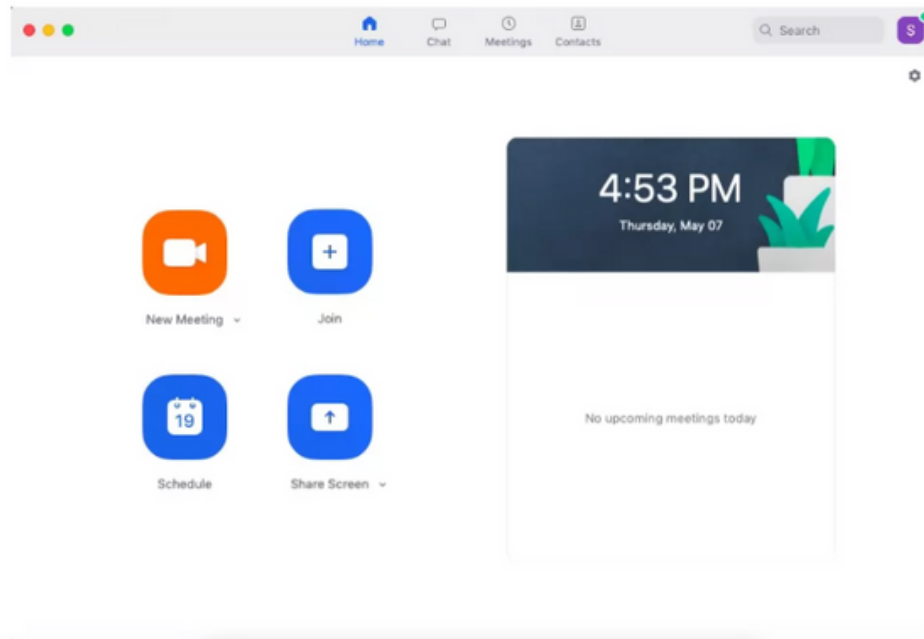 Home
Chat
Meetings
Contacts
Search
S
4:53 PM
Thursday, May 07
New Meeting
Join
19
Schedule
Share Screen
No upcoming meetings today